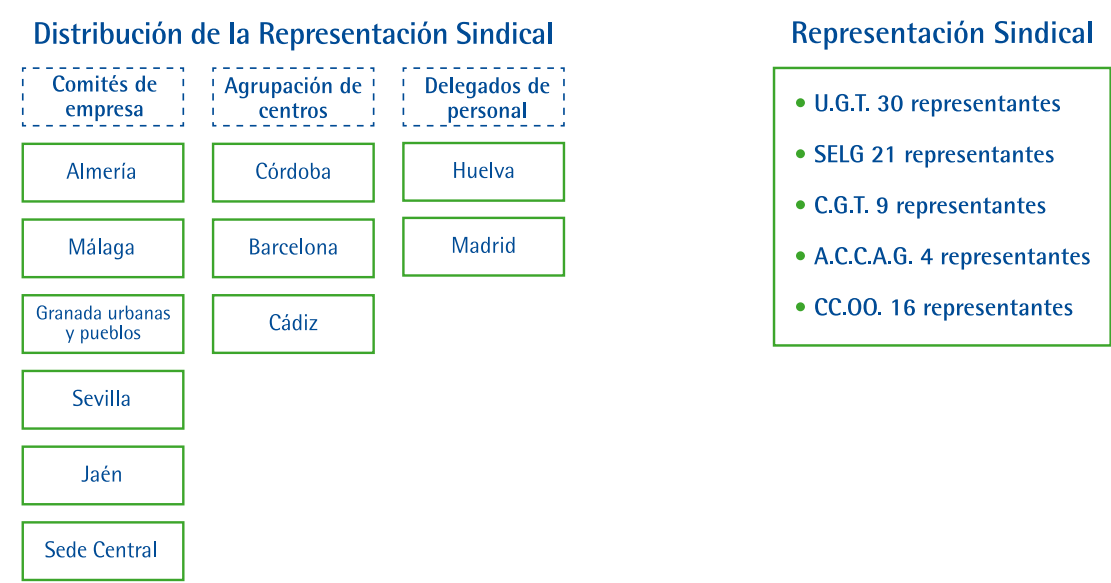 Distribución de la Representación Sindical
Comités de
empresa
Almería
Málaga
Granada urbanas
y pueblos
Sevilla
Jaén
Sede Central
Agrupación de
centros
Córdoba
Barcelona
Cádiz
Delegados de
personal
Huelva
Madrid
Representación Sindical
• U.G.T. 30 representantes
• SELG 21 representantes
• C.G.T. 9 representantes
• A.C.C.A.G. 4 representantes
• CC.OO. 16 representantes